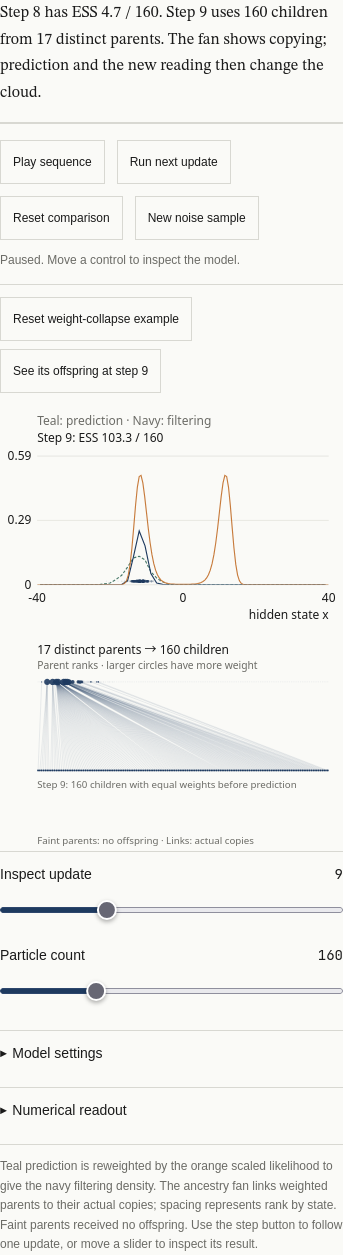 Step 8 has ESS 4.7 / 160. Step 9 uses 160 children
from 17 distinct parents. The fan shows copying;
prediction and the new reading then change the
cloud.
Play sequence
Run next update
Reset comparison
New noise sample
Paused. Move a control to inspect the model.
Reset weight-collapse example
See its offspring at step 9
Teal: prediction · Navy: filtering
Step 9: ESS 103.3 / 160
0.59
0.29
0
-40
0
40
hidden state x
17 distinct parents → 160 children
Parent ranks · larger circles have more weight
Step 9: 160 children with equal weights before prediction
Faint parents: no offspring · Links: actual copies
Inspect update 9
Particle count 160
▸ Model settings
▸ Numerical readout
Teal prediction is reweighted by the orange scaled likelihood to
give the navy filtering density. The ancestry fan links weighted
parents to their actual copies; spacing represents rank by state.
Faint parents received no offspring. Use the step button to follow
one update, or move a slider to inspect its result.